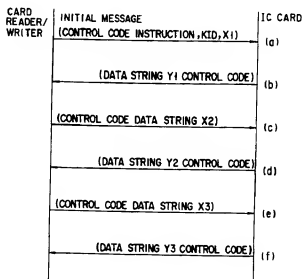 CARD
READER/
WRITER
INITIAL MESSAGE
IC CARD
(CONTROL CODE INSTRUCTION, KID, X1)
(a)
(DATA STRING Y1 CONTROL CODE)
(b)
(CONTROL CODE DATA STRING X2)
(c)
(DATA STRING Y2 CONTROL CODE)
(d)
(CONTROL CODE DATA STRING X3)
(e)
(DATA STRING Y3 CONTROL CODE)
(f)